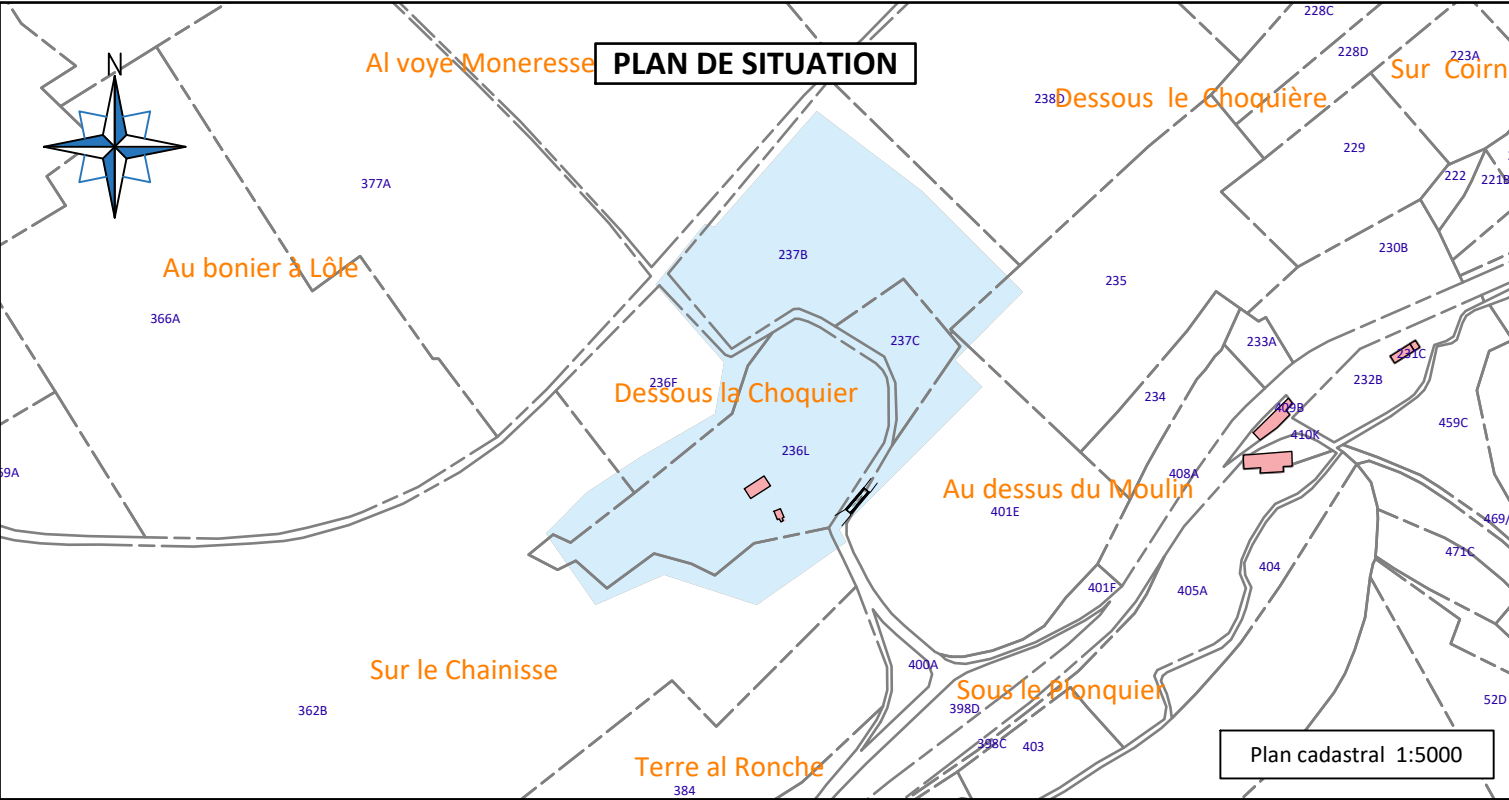 228C
N
Al voye Moneresse
PLAN DE SITUATION
228D
223A
Sur Coirn
238D
Dessous le Choquière
229
377A
222
221B
237B
230B
Au bonier à Lôle
235
366A
237C
233A
231C
236F
232B
Dessous la Choquier
234
409B
459C
236L
410K
69A
408A
Au dessus du Moulin
401E
469/
471C
404
401F
405A
400A
Sur le Chainisse
Sous le Plonquier
52D
362B
398D
398C
403
Plan cadastral 1:5000
Terre al Ronche
384